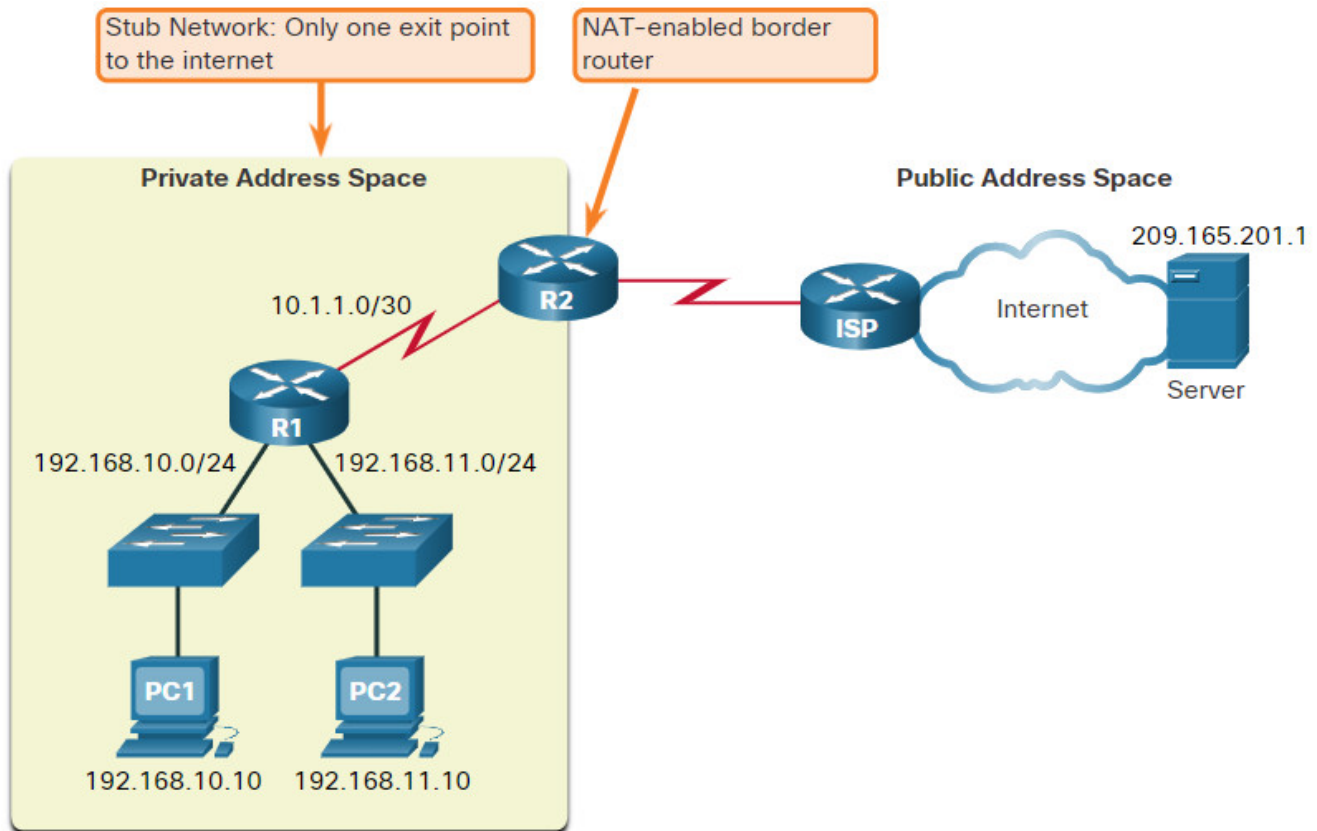 Stub Network: Only one exit point
to the internet
NAT-enabled border
router
Private Address Space
Public Address Space
209.165.201.1
R2
ISP
Internet
Server
10.1.1.0/30
R1
192.168.10.0/24
192.168.11.0/24
PC1
PC2
192.168.10.10
192.168.11.10